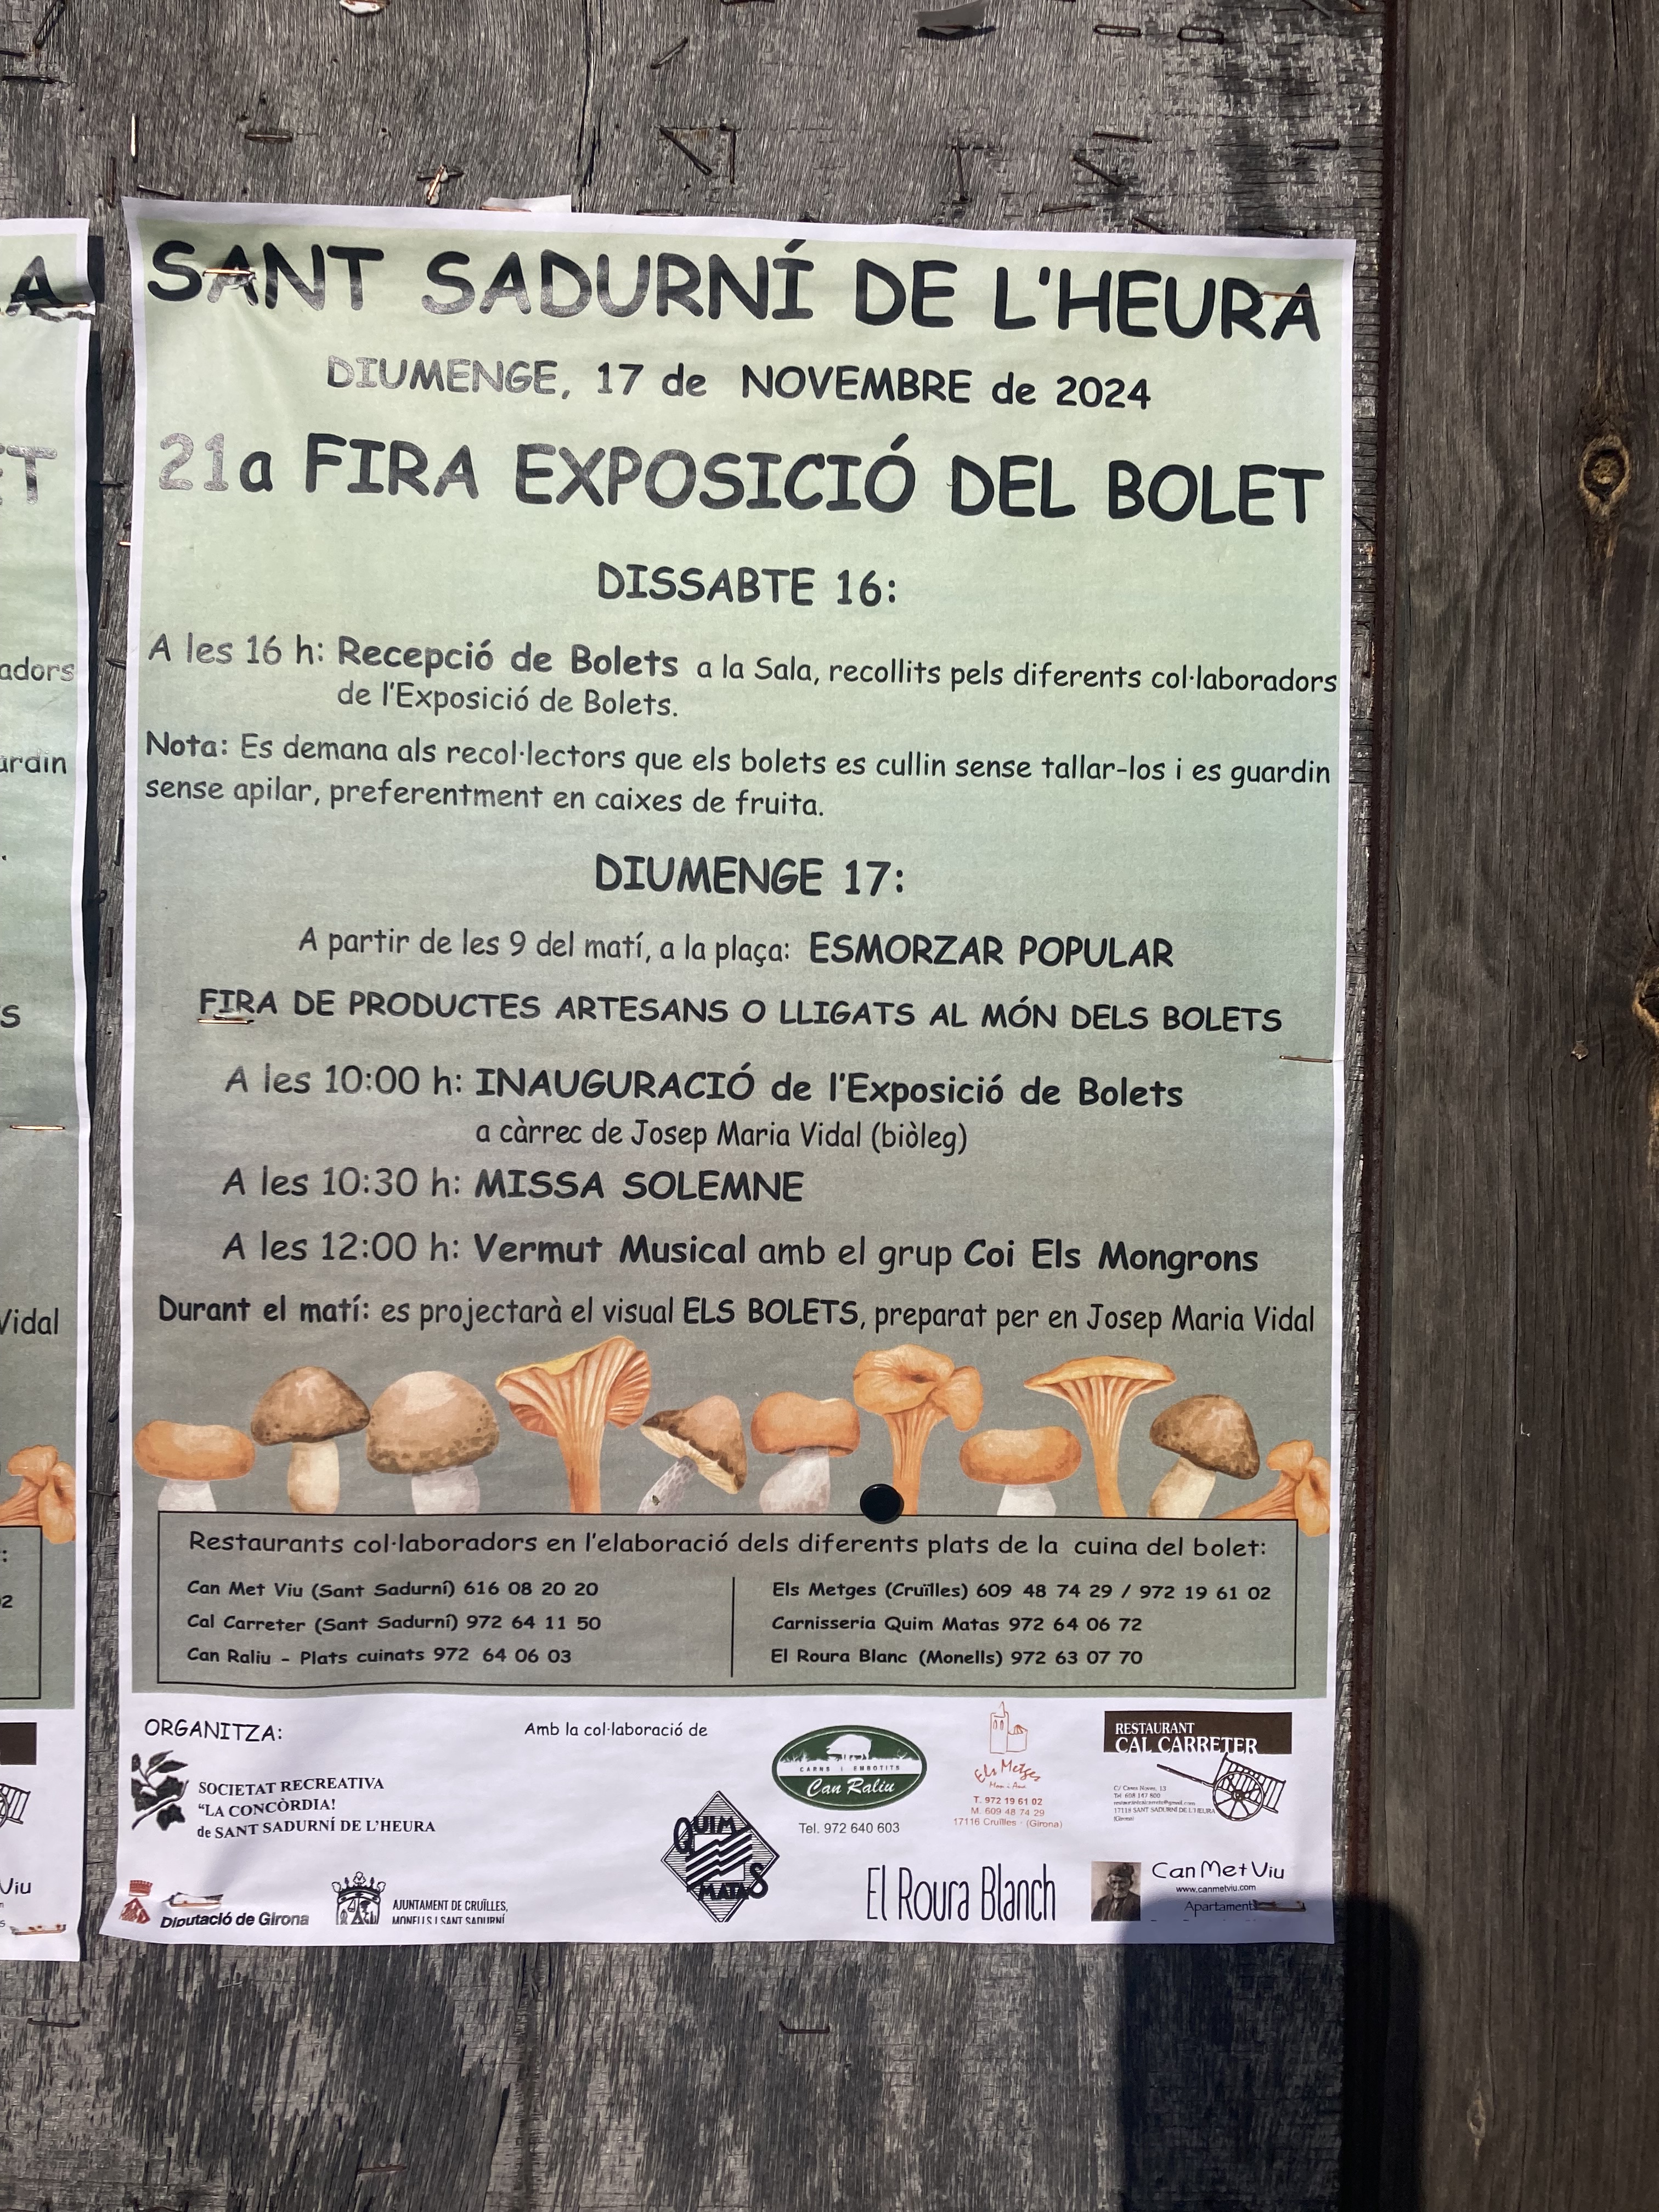 SANT SADURNÍ DE L'HEURA
DIUMENGE, 17 de NOVEMBRE de 2024
21a FIRA EXPOSICIÓ DEL BOLET
DISSABTE 16:
A les 16 h: Recepció de Bolets a la Sala, recollits pels diferents col·laboradors
de l'Exposició de Bolets.
Nota: Es demana als recol·lectors que els bolets es cullin sense tallar-los i es guardin
sense apilar, preferentment en caixes de fruita.
DIUMENGE 17:
A partir de les 9 del matí, a la plaça: ESMORZAR POPULAR
FIRA DE PRODUCTES ARTESANS O LLIGATS AL MÓN DELS BOLETS
A les 10:00 h: INAUGURACIÓ de l'Exposició de Bolets
a càrrec de Josep Maria Vidal (biòleg)
A les 10:30 h: MISSA SOLEMNE
A les 12:00 h: Vermut Musical amb el grup Coi Els Mongrons
Durant el matí: es projectarà el visual ELS BOLETS, preparat per en Josep Maria Vidal
Restaurants col·laboradors en l'elaboració dels diferents plats de la cuina del bolet:
Can Met Viu (Sant Sadurní) 616 08 20 20
Cal Carreter (Sant Sadurní) 972 64 11 50
Can Raliu - Plats cuinats 972 64 06 03
Els Metges (Cruïlles) 609 48 74 29 / 972 19 61 02
Carnisseria Quim Matas 972 64 06 72
El Roura Blanc (Monells) 972 63 07 70
ORGANITZA:
SOCIETAT RECREATIVA
"LA CONCÒRDIA!
de SANT SADURNÍ DE L'HEURA
Diputació de Girona
AJUNTAMENT DE CRUÏLLES,
MONELLS I SANT SADURNÍ
Amb la col·laboració de
QUIM
MATAS
CARNS I EMBOTITS
Can Raliu
Tel. 972 640 603
Els Metges
T. 972 19 61 02
M. 609 48 74 29
17116 Cruïlles - (Girona)
RESTAURANT
CAL CARRETER
17118 SANT SADURNÍ DE L'HEURA
(Girona)
El Roura Blanch
Can Met Viu
www.canmetviu.com
Apartaments